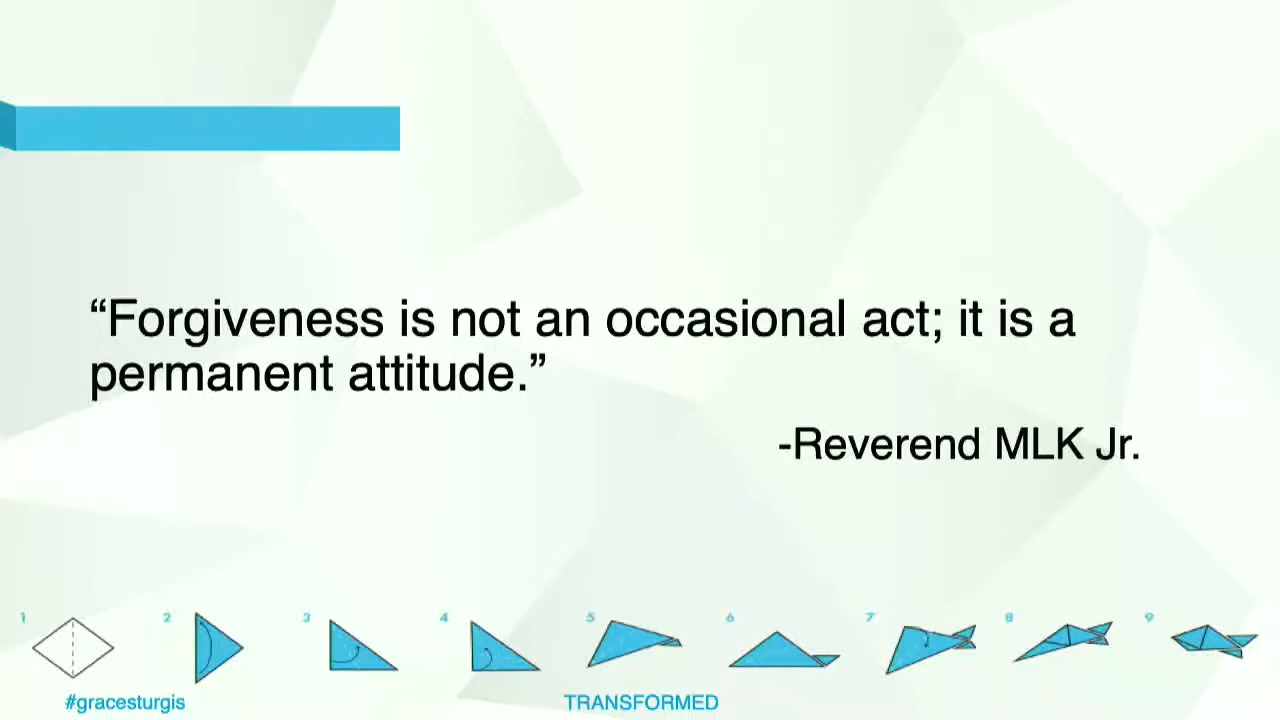 “Forgiveness is not an occasional act; it is a
permanent attitude.”
-Reverend MLK Jr.
1 2 3 4 5 6 7 8 9
#gracesturgis TRANSFORMED